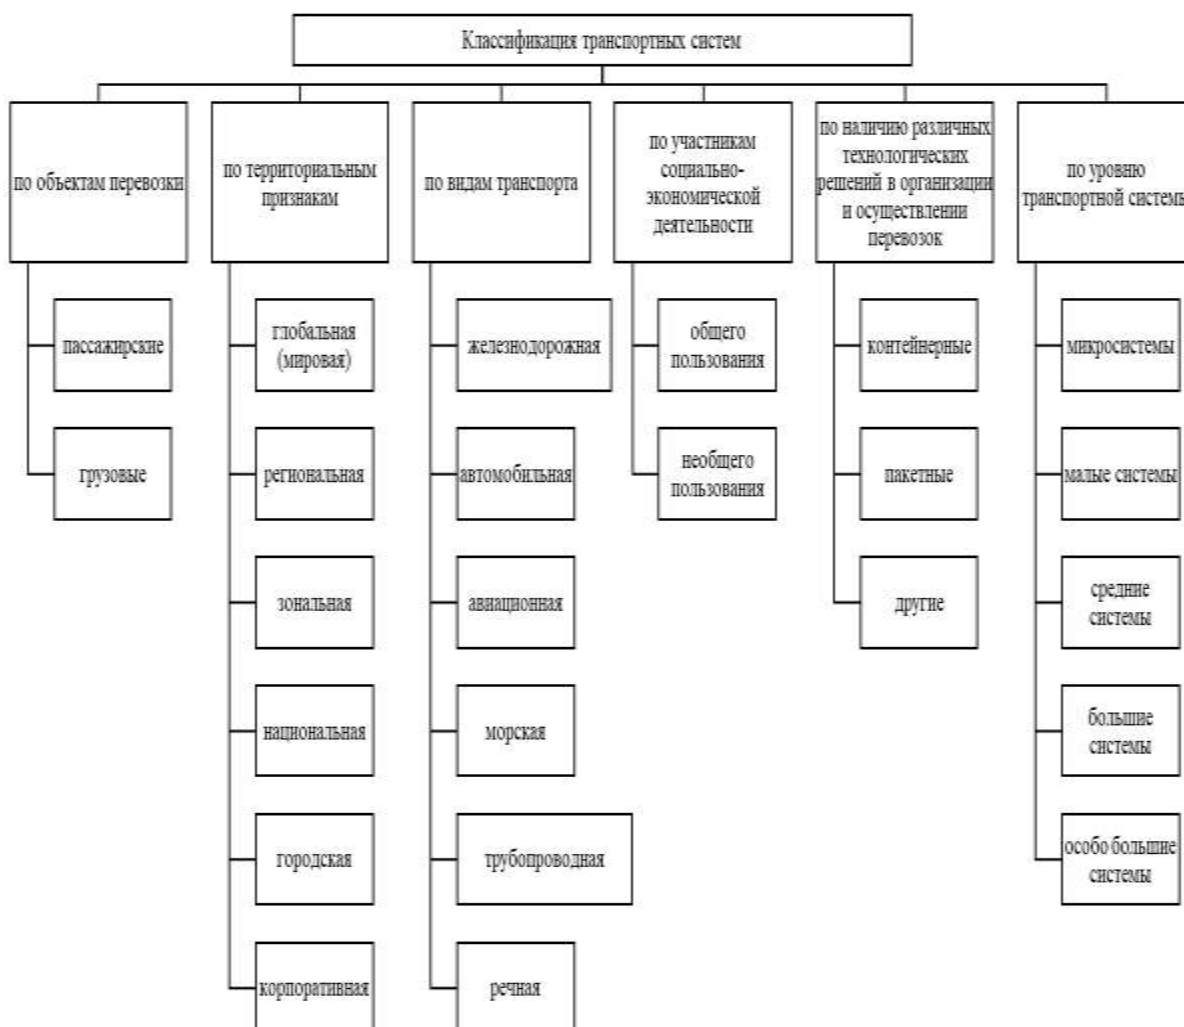 Классификация транспортных систем
по объектам перевозки
по территориальным
признакам
по видам транспорта
по участникам
социально-
экономической
деятельности
по наличию различных
технологических
решений в организации
и осуществлении
перевозок
по уровню
транспортной системы
пассажирские
грузовые
глобальная
(мировая)
региональная
зональная
национальная
городская
корпоративная
железнодорожная
автомобильная
авиационная
морская
трубопроводная
речная
общего
пользования
необщего
пользования
контейнерные
пакетные
другие
микросистемы
малые системы
средние
системы
большие
системы
особо большие
системы